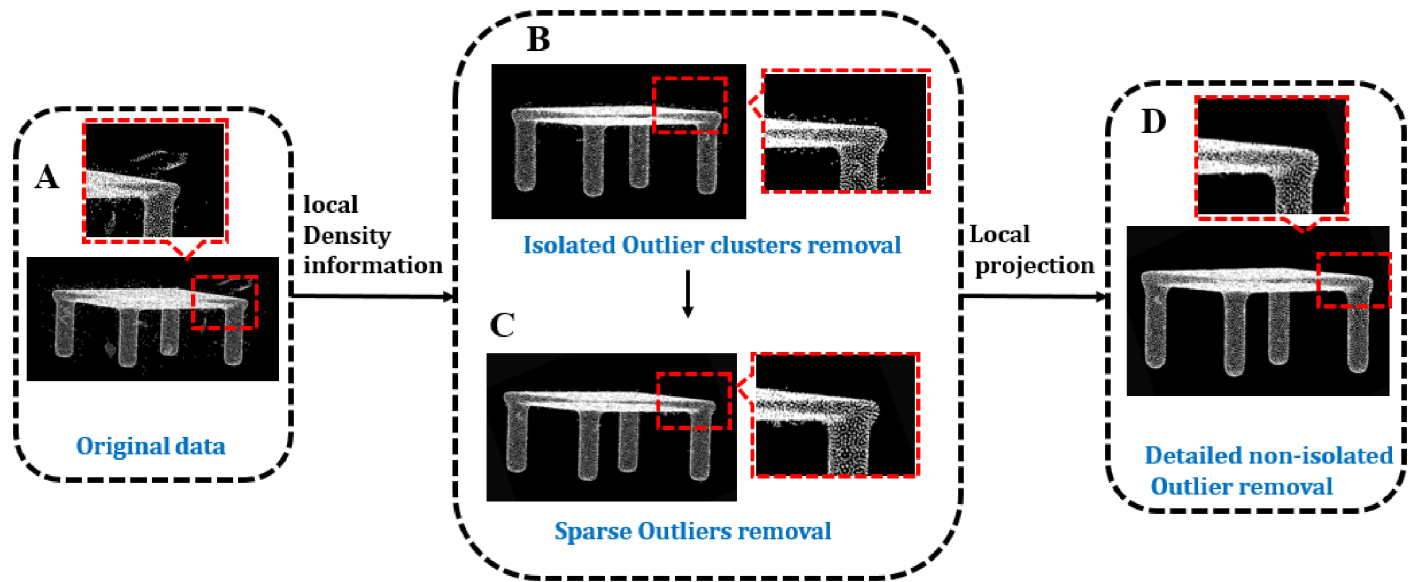 A
Original data
local
Density
information
B
Isolated Outlier clusters removal
C
Sparse Outliers removal
Local
projection
D
Detailed non-isolated
Outlier removal